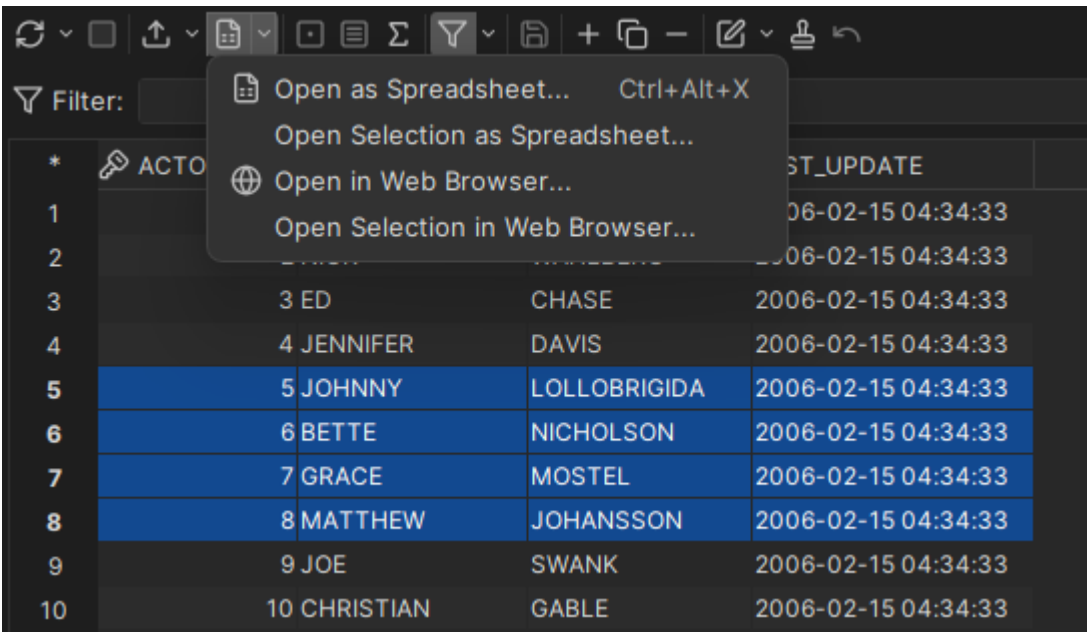 Open as Spreadsheet... Ctrl+Alt+X
Filter:
Open Selection as Spreadsheet...
* ACTO ST_UPDATE
Open in Web Browser...
1 06-02-15 04:34:33
Open Selection in Web Browser...
2 06-02-15 04:34:33
3 3 ED CHASE 2006-02-15 04:34:33
4 4 JENNIFER DAVIS 2006-02-15 04:34:33
5 5 JOHNNY LOLLOBRIGIDA 2006-02-15 04:34:33
6 6 BETTE NICHOLSON 2006-02-15 04:34:33
7 7 GRACE MOSTEL 2006-02-15 04:34:33
8 8 MATTHEW JOHANSSON 2006-02-15 04:34:33
9 9 JOE SWANK 2006-02-15 04:34:33
10 10 CHRISTIAN GABLE 2006-02-15 04:34:33